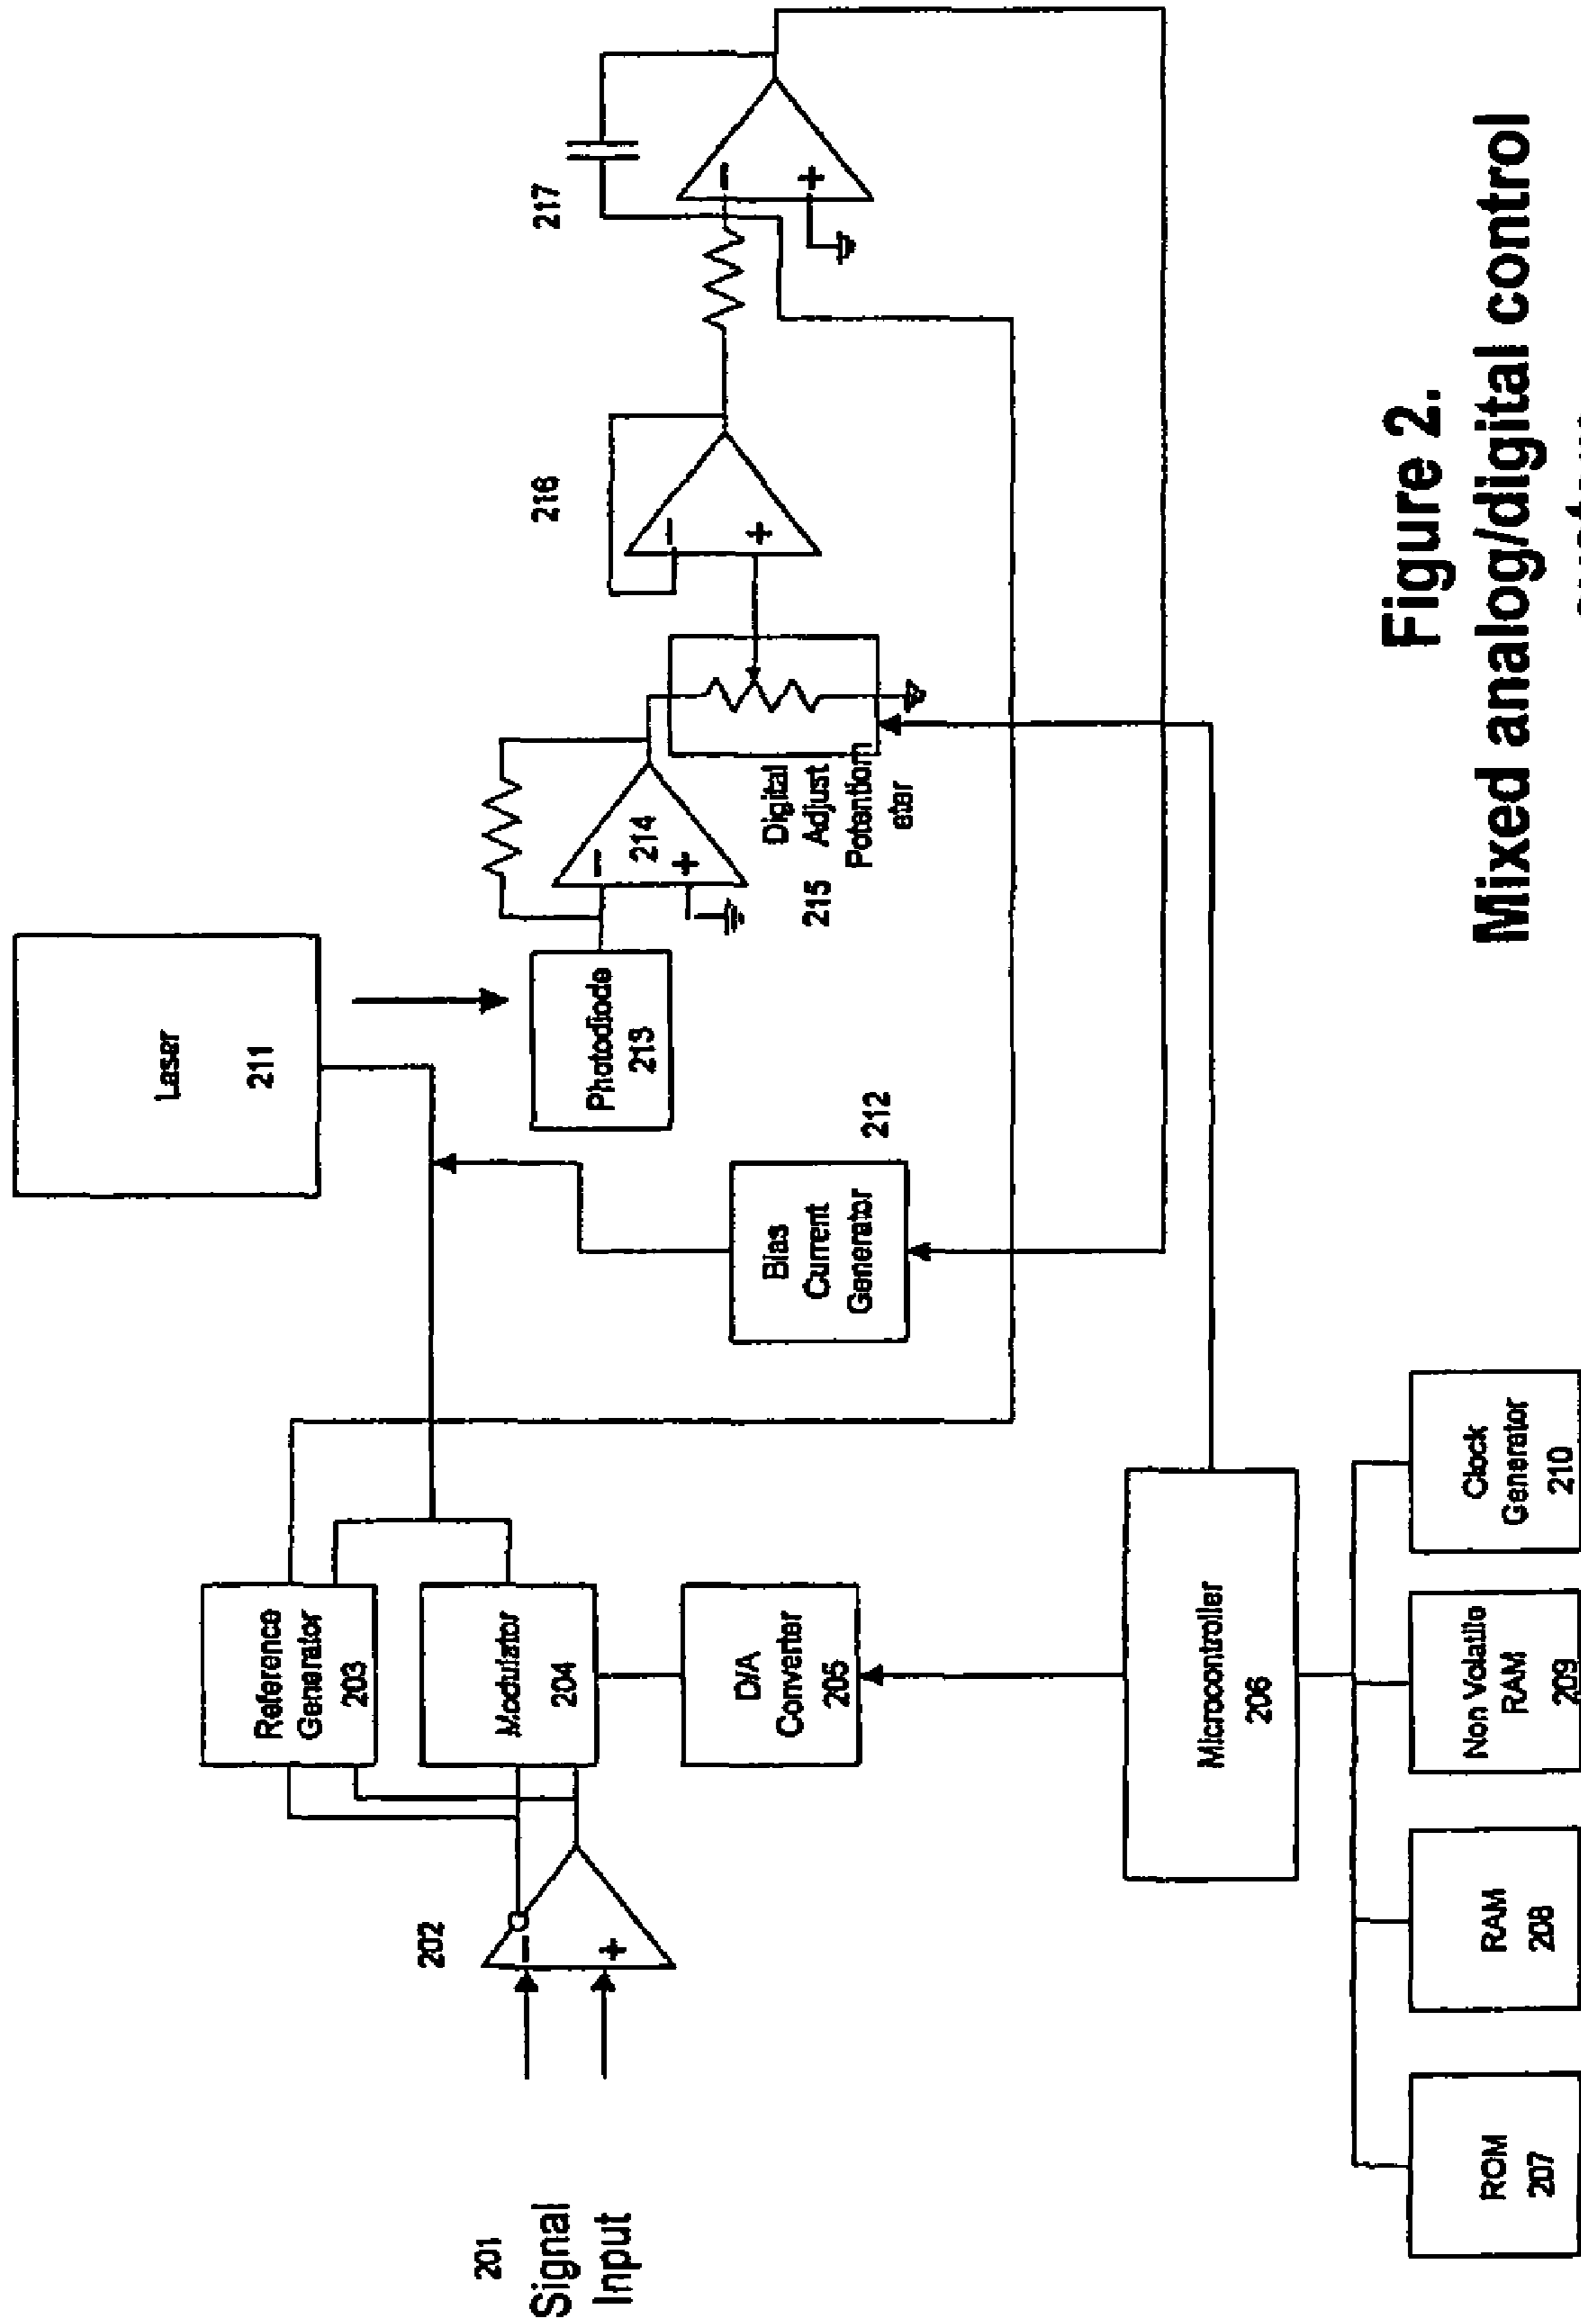 Laser
211
217
216
Photodiode
213
214
−
+
−
+
−
+
215
Digital
Adjust
Potentiom
eter
Reference
Generator
203
Modulator
204
D/A
Converter
205
Bias
Current
Generator
212
202
−
+
201
Signal
Input
Microcontroller
206
ROM
207
RAM
208
Non Volatile
RAM
209
Clock
Generator
210
Figure 2.
Mixed analog/digital control